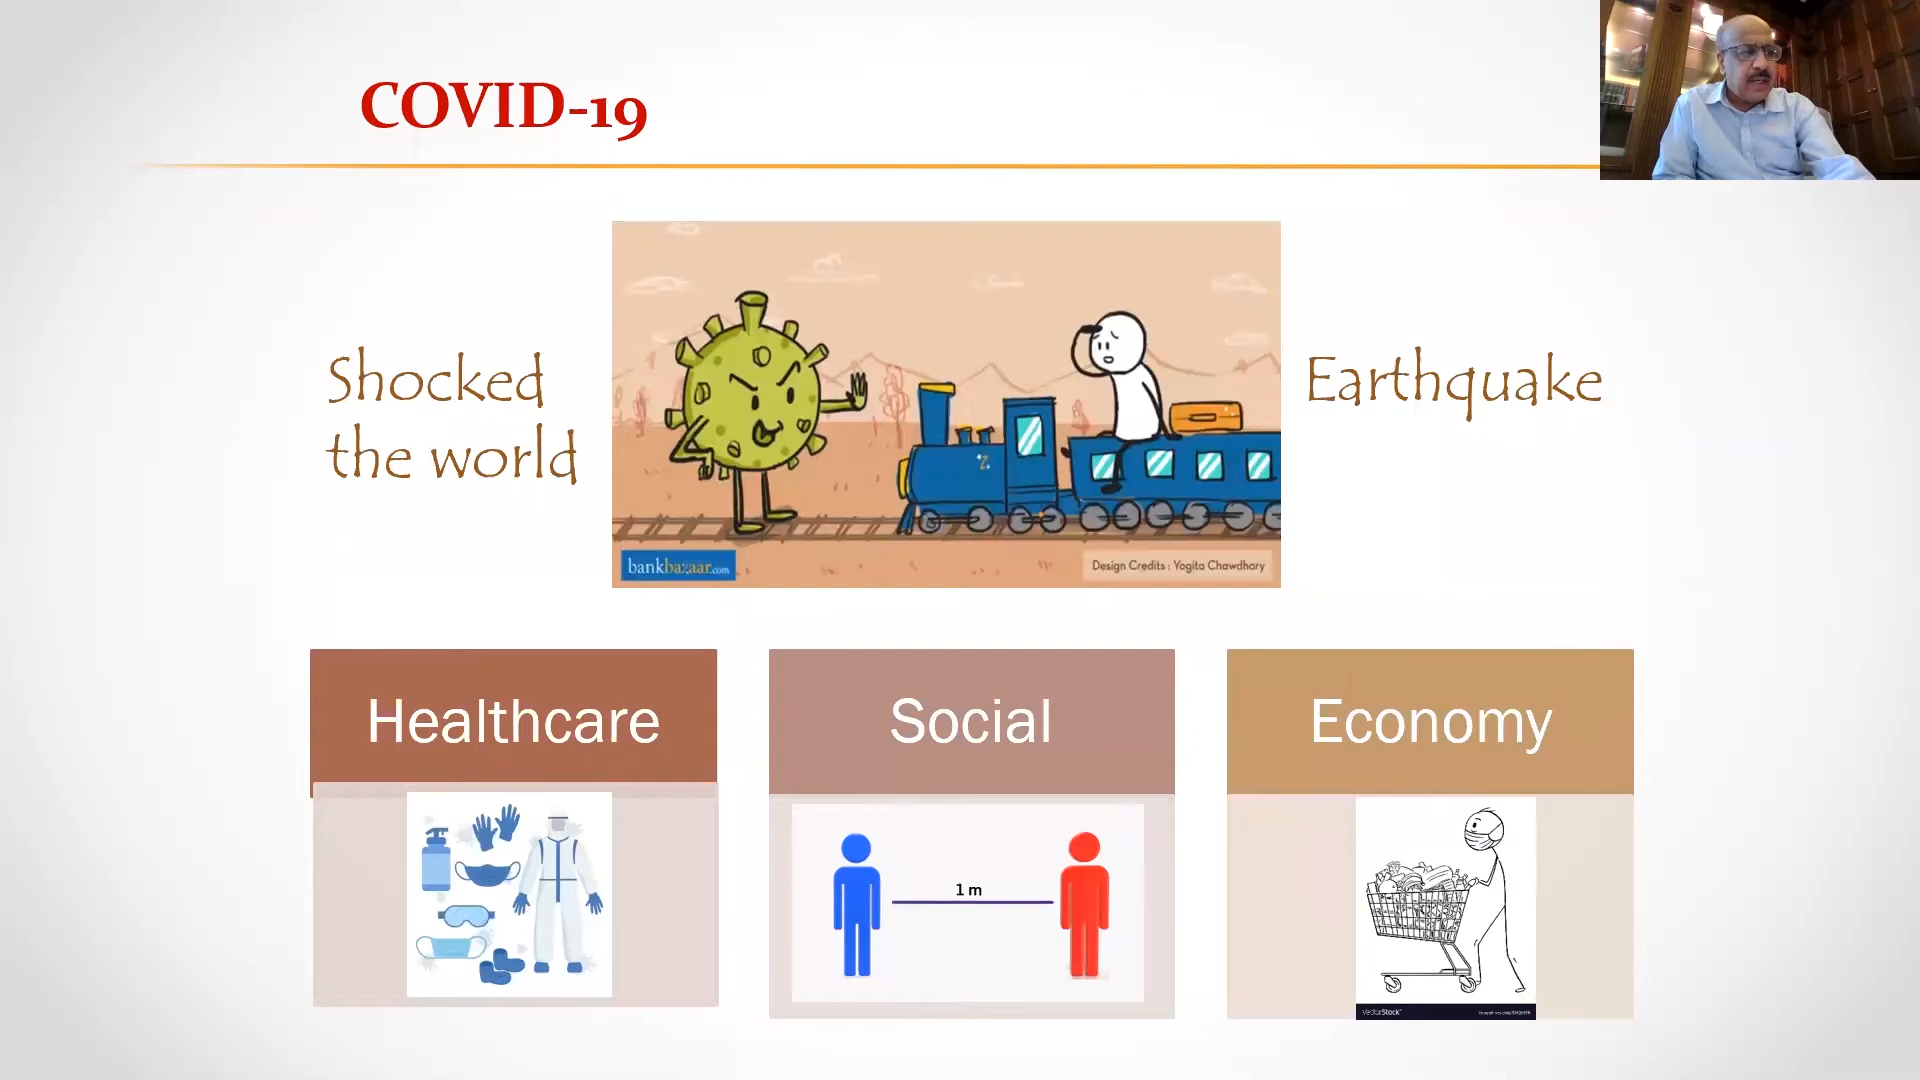 COVID-19
Shocked
the world
Earthquake
bankbazaar.com
Design Credits : Yogita Chawdhary
Healthcare
Social
Economy
1 m
VectorStock